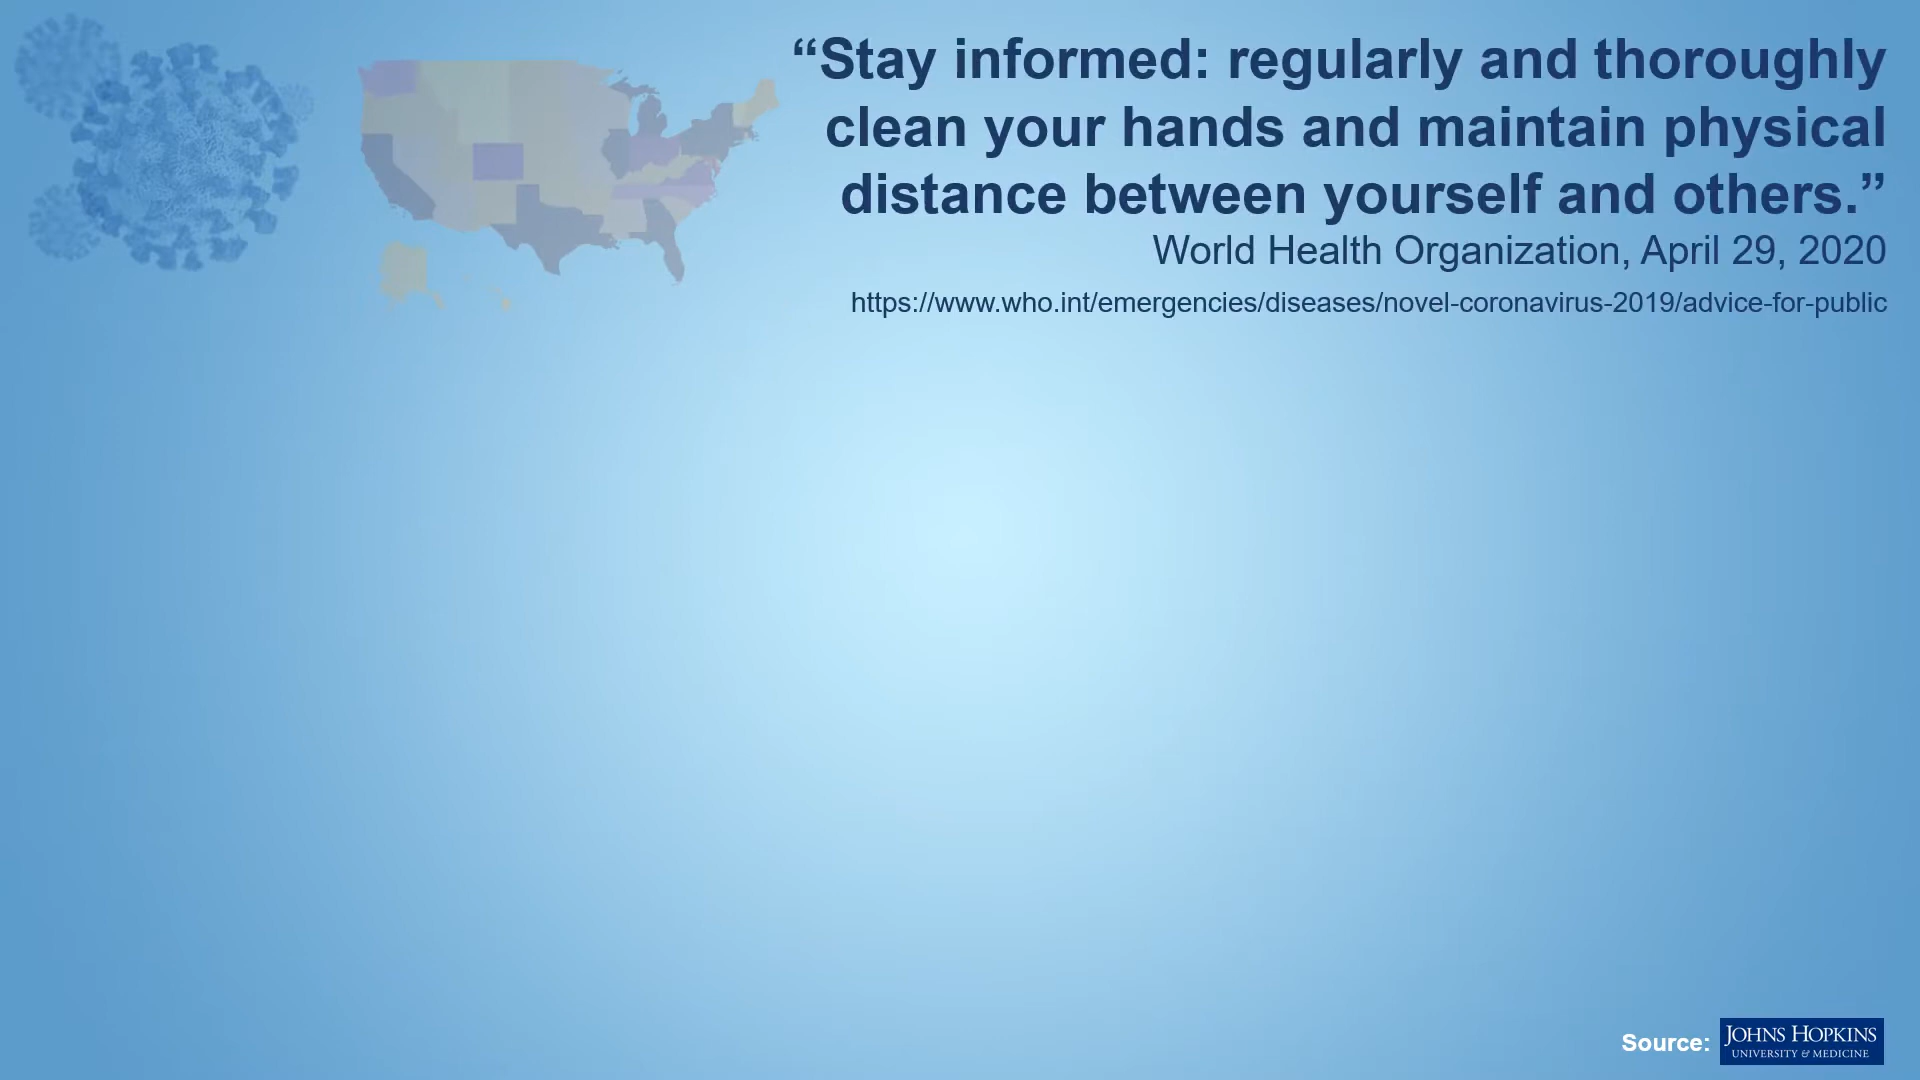 “Stay informed: regularly and thoroughly
clean your hands and maintain physical
distance between yourself and others.”
World Health Organization, April 29, 2020
https://www.who.int/emergencies/diseases/novel-coronavirus-2019/advice-for-public
Source: JOHNS HOPKINS
UNIVERSITY & MEDICINE